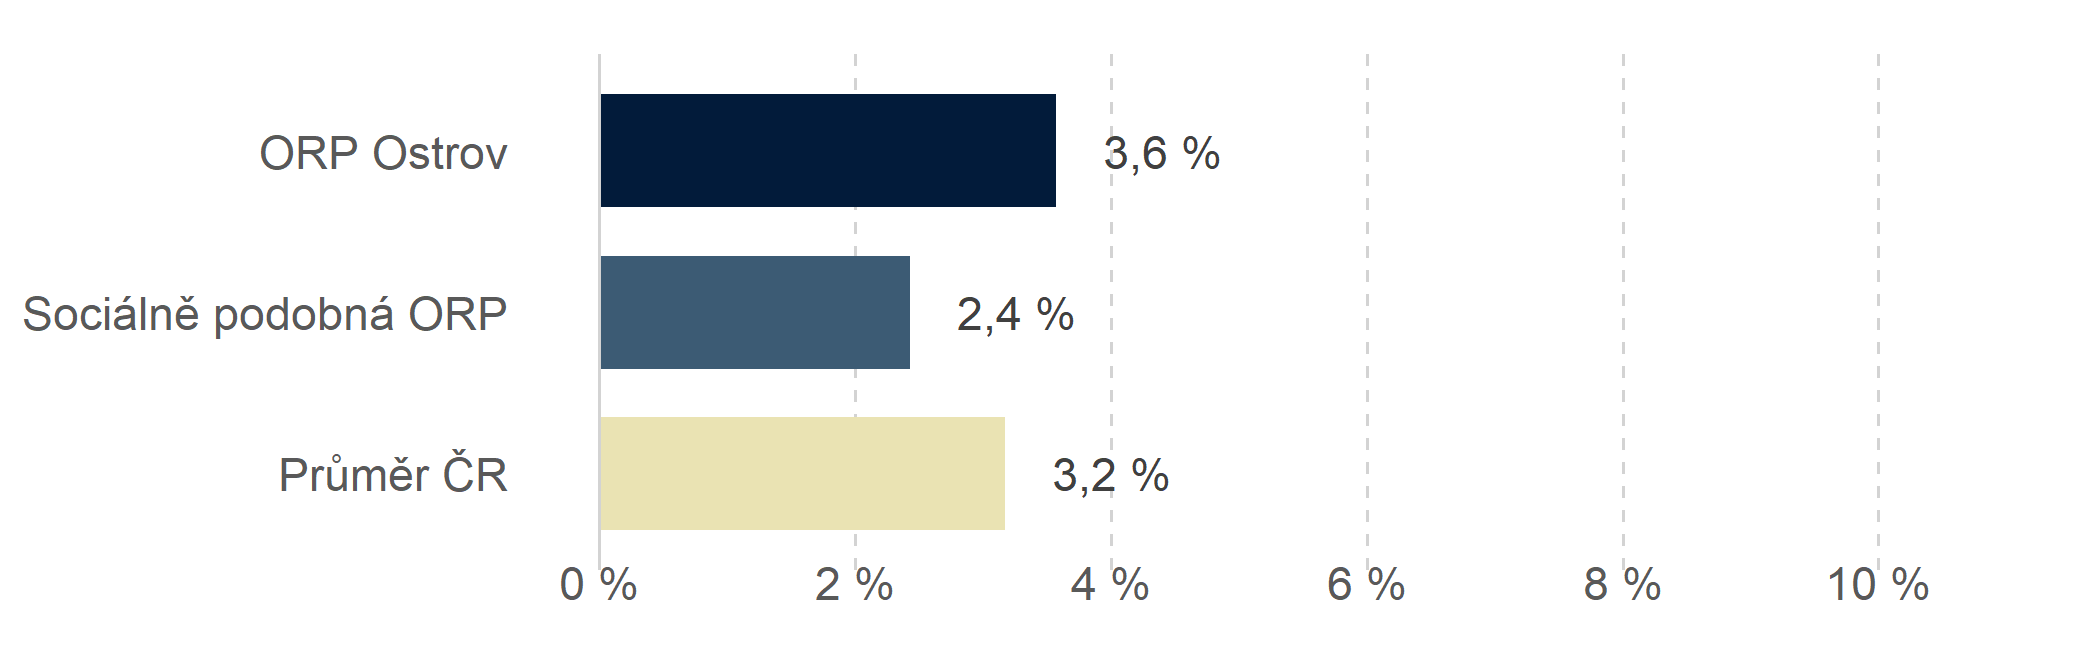 ORP Ostrov
3,6 %
Sociálně podobná ORP
2,4 %
Průměr ČR
3,2 %
0 % 2 % 4 % 6 % 8 % 10 %